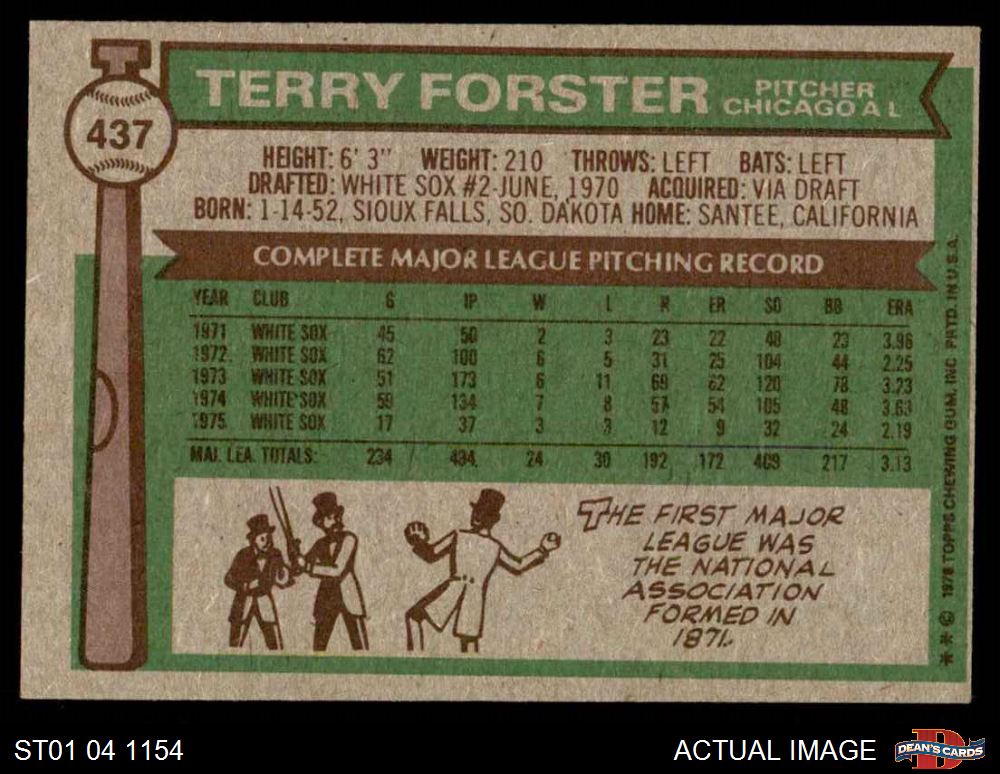 TERRY FORSTER
PITCHER
CHICAGO A L
437
HEIGHT: 6' 3" WEIGHT: 210 THROWS: LEFT BATS: LEFT
DRAFTED: WHITE SOX #2-JUNE, 1970 ACQUIRED: VIA DRAFT
BORN: 1-14-52, SIOUX FALLS, SO. DAKOTA HOME: SANTEE, CALIFORNIA
COMPLETE MAJOR LEAGUE PITCHING RECORD
YEAR CLUB G IP W L R ER SO BB ERA
1971 WHITE SOX 45 50 2 3 23 22 48 23 3.96
1972 WHITE SOX 62 100 6 5 31 25 104 44 2.25
1973 WHITE SOX 51 173 6 11 69 62 120 78 3.23
1974 WHITE SOX 59 134 7 8 57 54 105 48 3.63
1975 WHITE SOX 17 37 3 3 12 9 32 24 2.19
MAJ. LEA. TOTALS: 234 494 24 30 192 172 409 217 3.13
THE FIRST MAJOR
LEAGUE WAS
THE NATIONAL
ASSOCIATION
FORMED IN
1871.
* * © 1976 TOPPS CHEWING GUM, INC. PRTD. IN U.S.A.
ST01 04 1154
ACTUAL IMAGE
DEAN'S CARDS